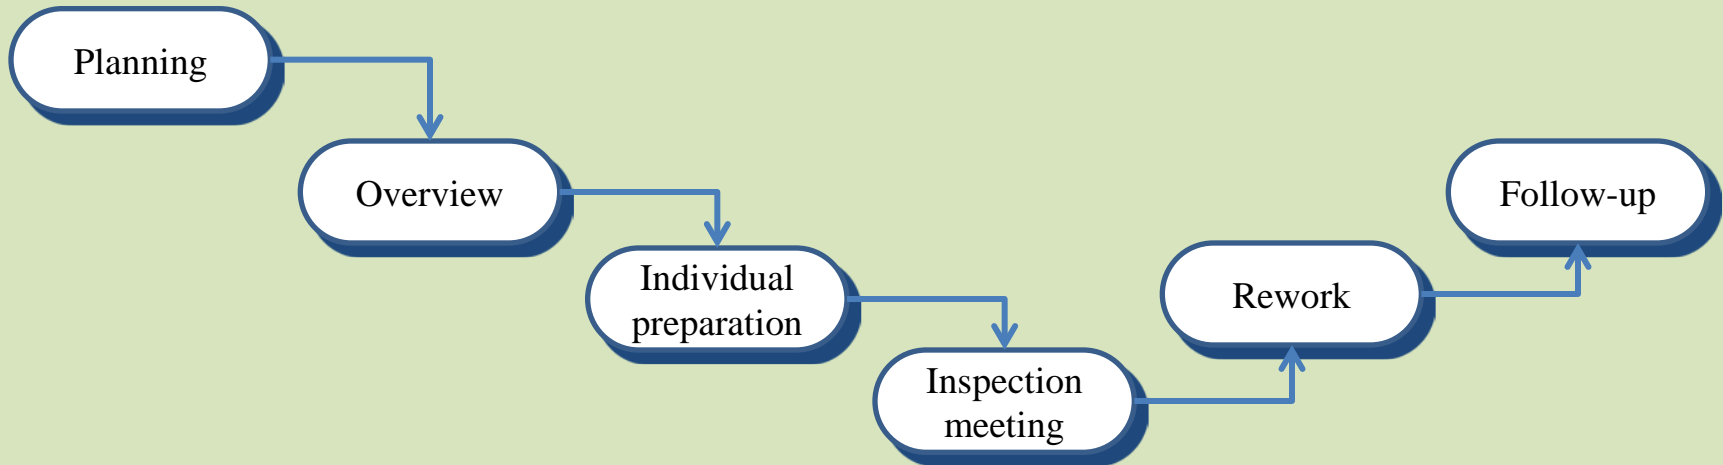 Planning
Overview
Individual
preparation
Inspection
meeting
Rework
Follow-up